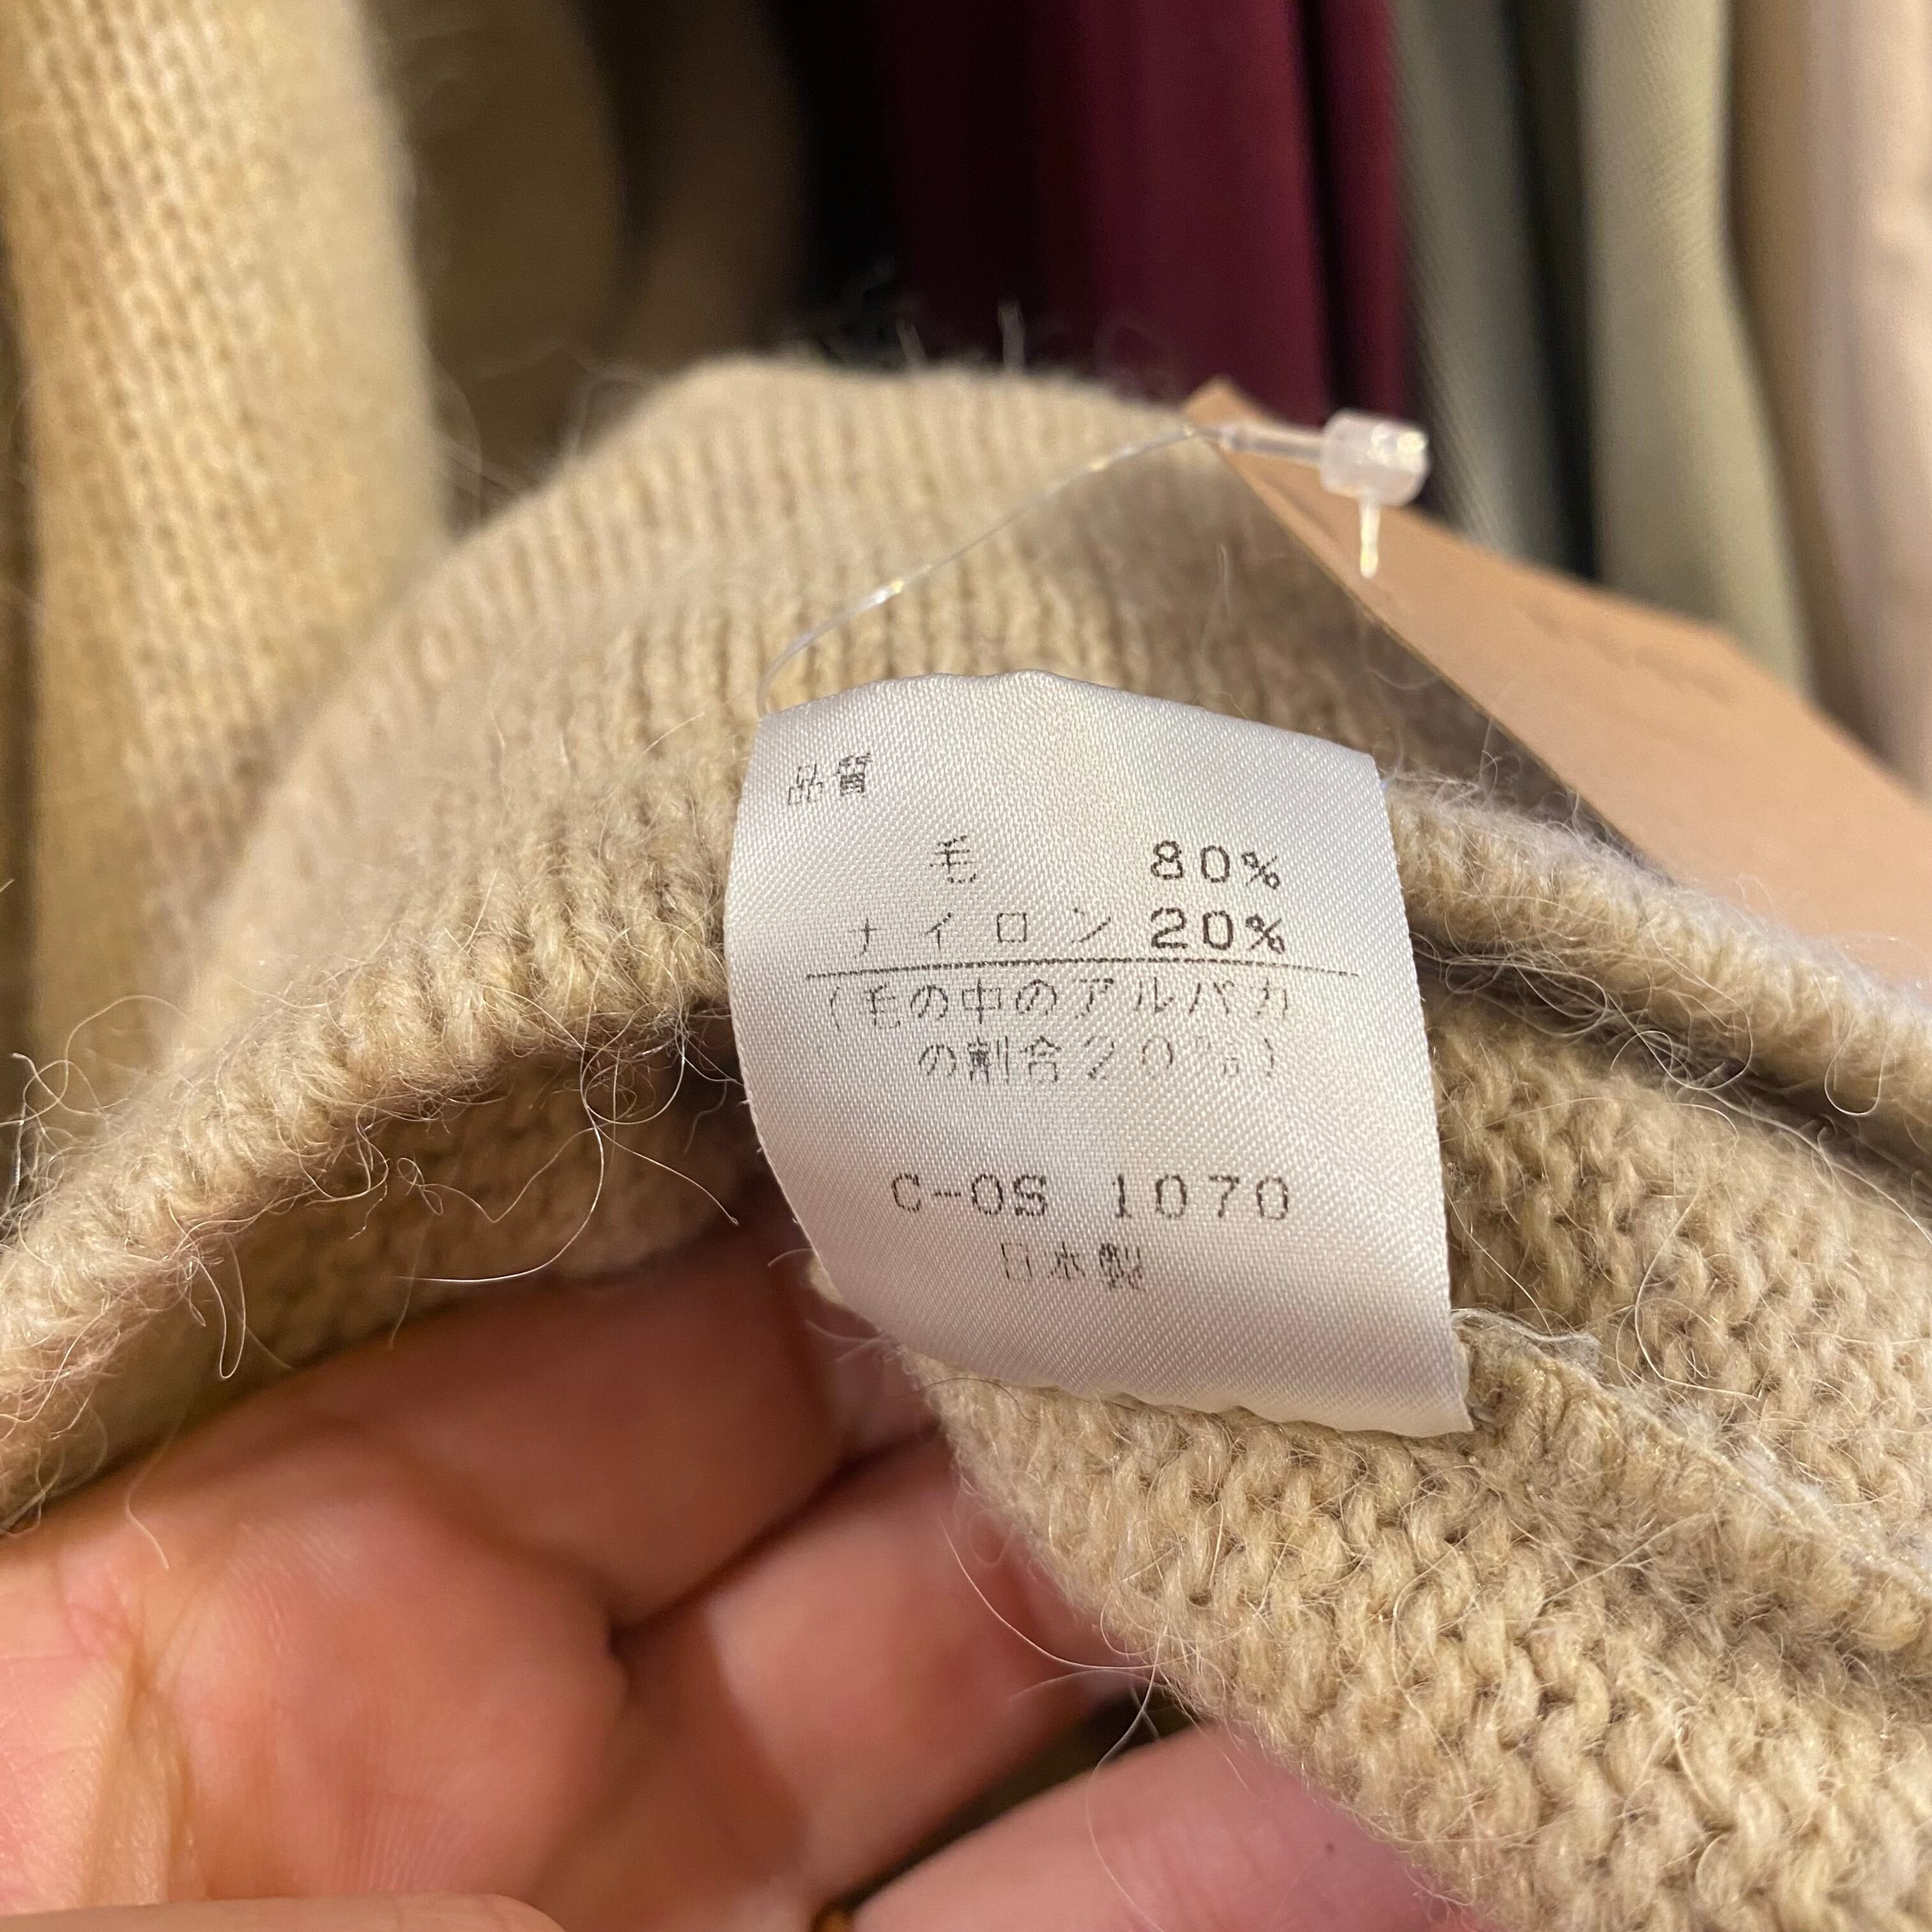 品質
毛 80%
ナイロン 20%
(毛の中のアルパカ
の割合20%)
C-OS 1070
日本製